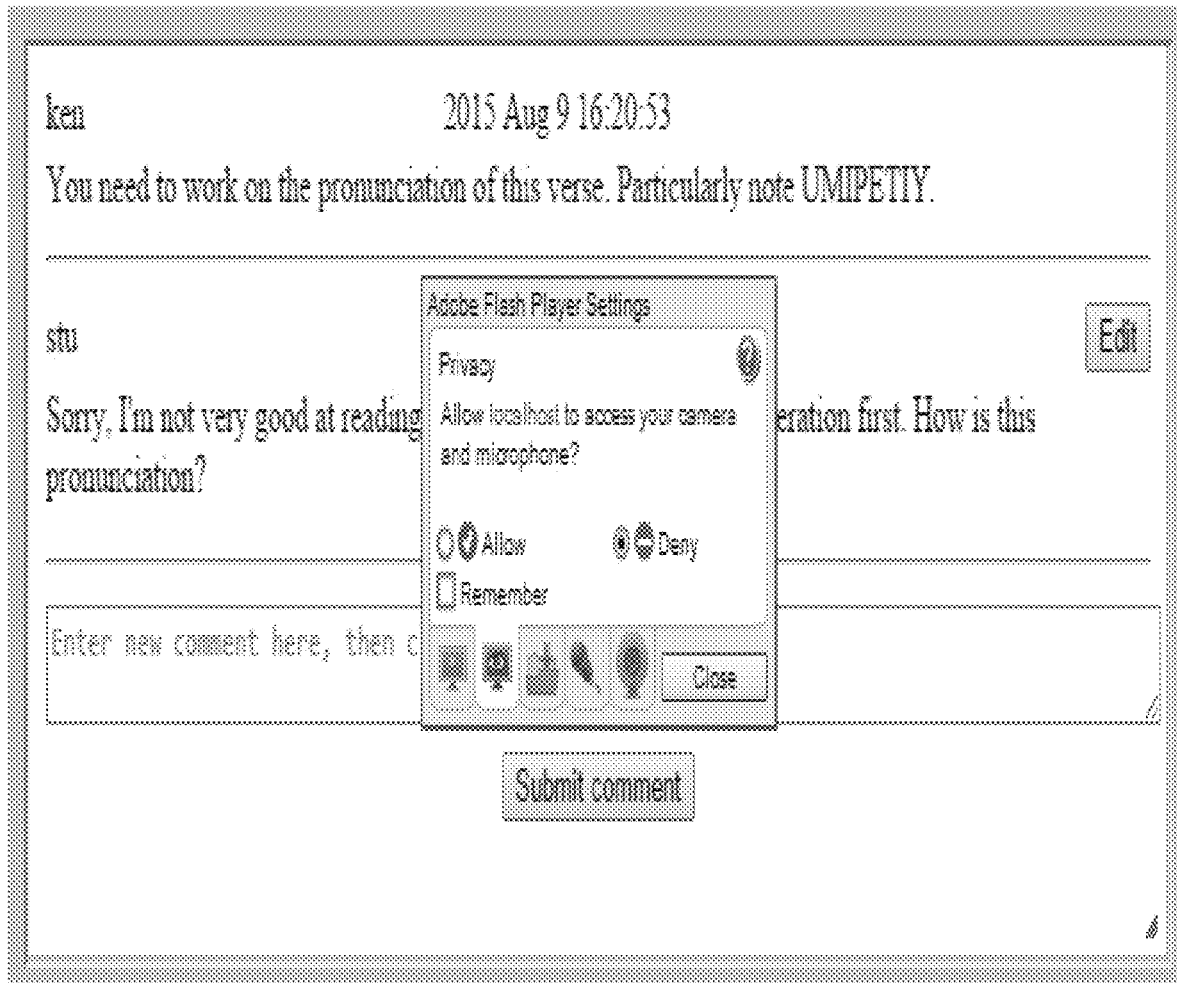 ken 2015 Aug 9 16:20:53
You need to work on the pronunciation of this verse. Particularly note UMIPETIY.
Adobe Flash Player Settings
stu Edit
Privacy
Sorry, I'm not very good at reading eration first. How is this
pronunciation?
Allow localhost to access your camera
and microphone?
Allow Deny
Remember
Enter new comment here, then c
Close
Submit comment